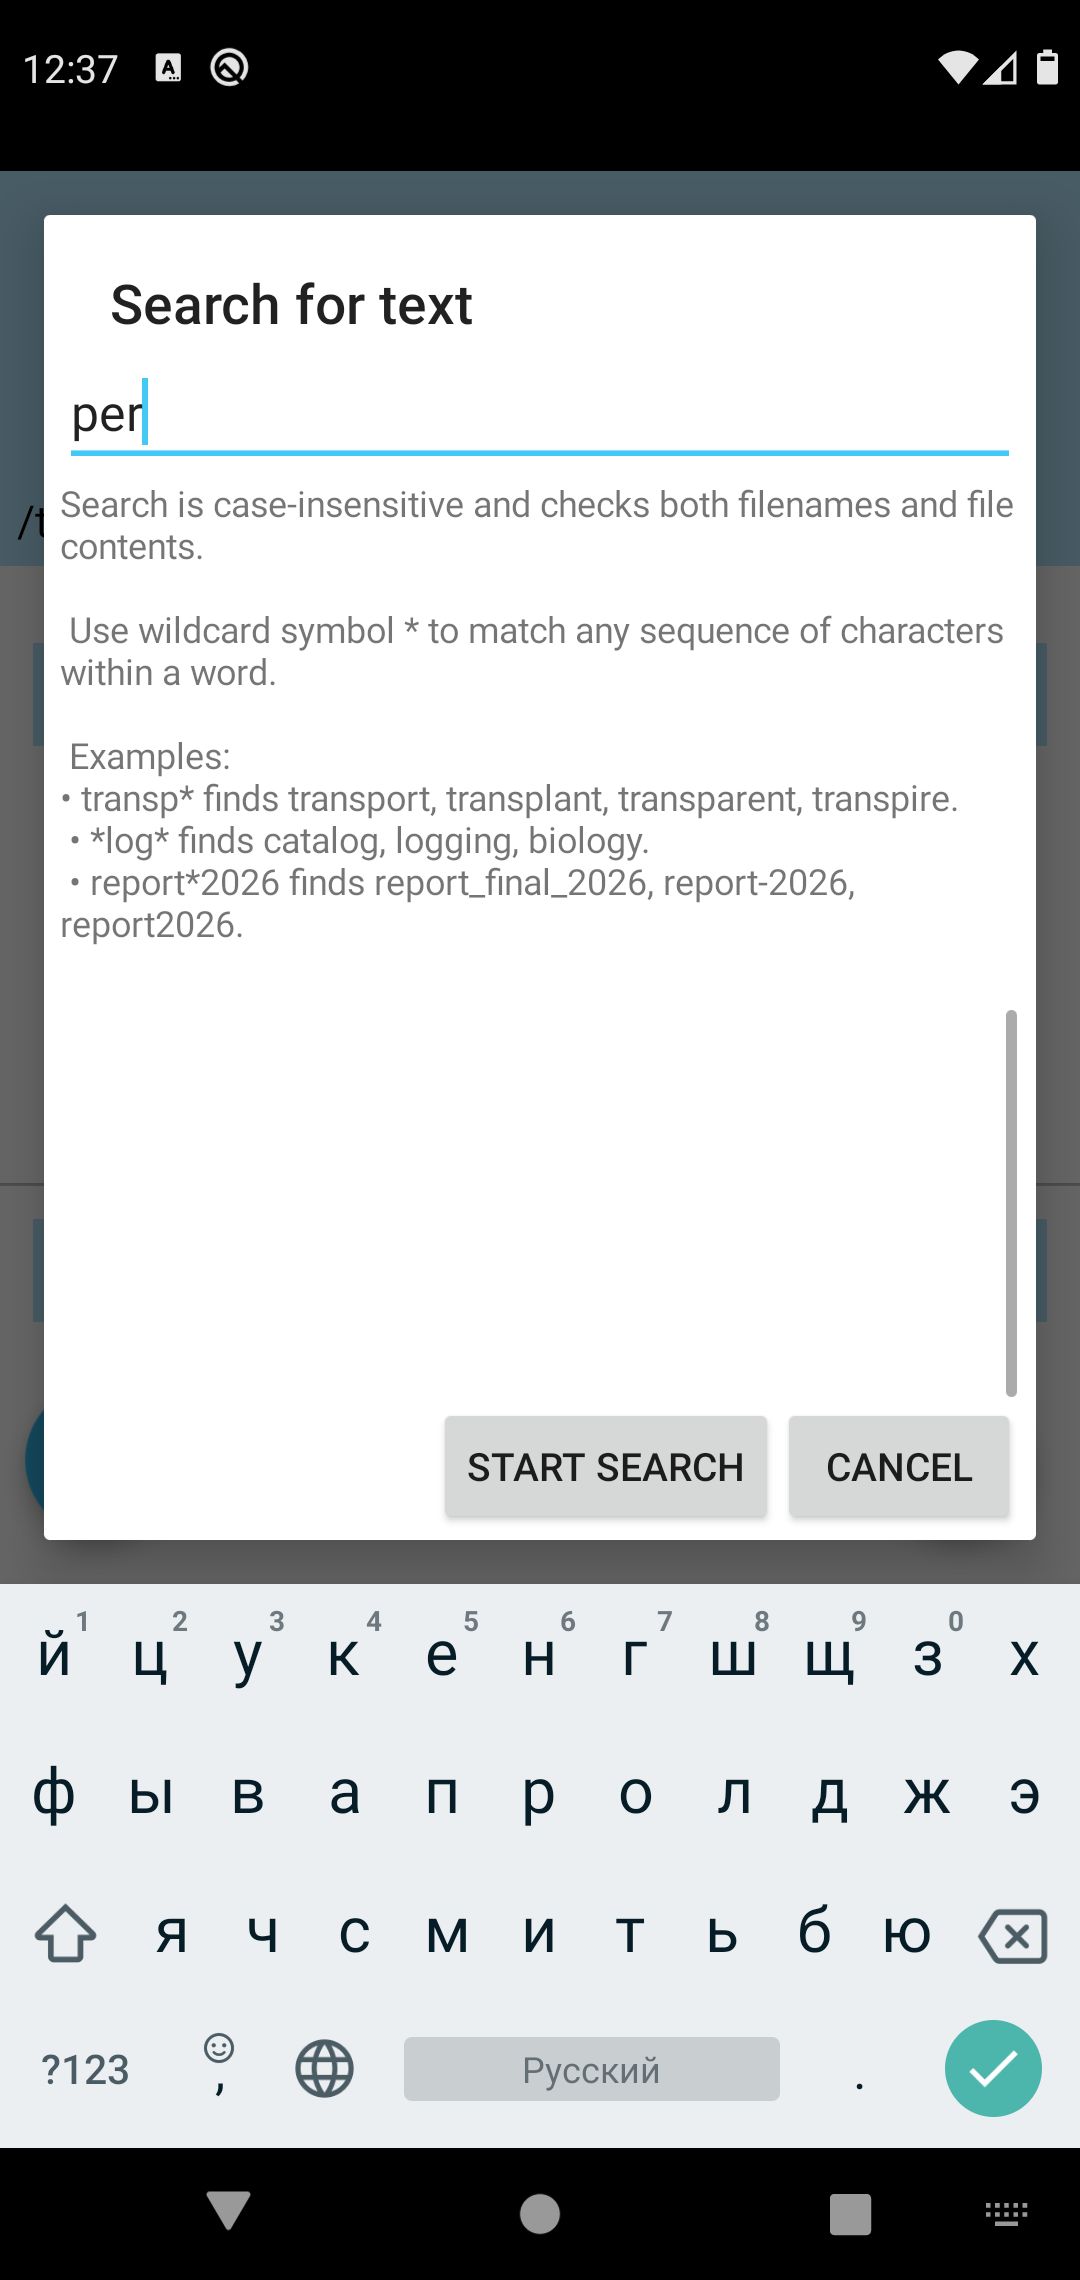 12:37
Search for text
per
/t
Search is case-insensitive and checks both filenames and file
contents.
Use wildcard symbol * to match any sequence of characters
within a word.
Examples:
• transp* finds transport, transplant, transparent, transpire.
• *log* finds catalog, logging, biology.
• report*2026 finds report_final_2026, report-2026,
report2026.
START SEARCH CANCEL
1 2 3 4 5 6 7 8 9 0
й ц у к е н г ш щ з х
ф ы в а п р о л д ж э
я ч с м и т ь б ю
?123 , Русский .